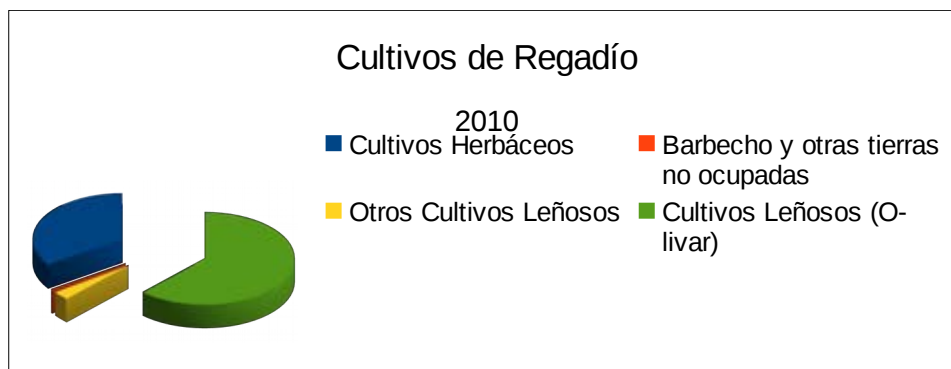 Cultivos de Regadío
2010
Cultivos Herbáceos
Barbecho y otras tierras
no ocupadas
Otros Cultivos Leñosos
Cultivos Leñosos (O-
livar)